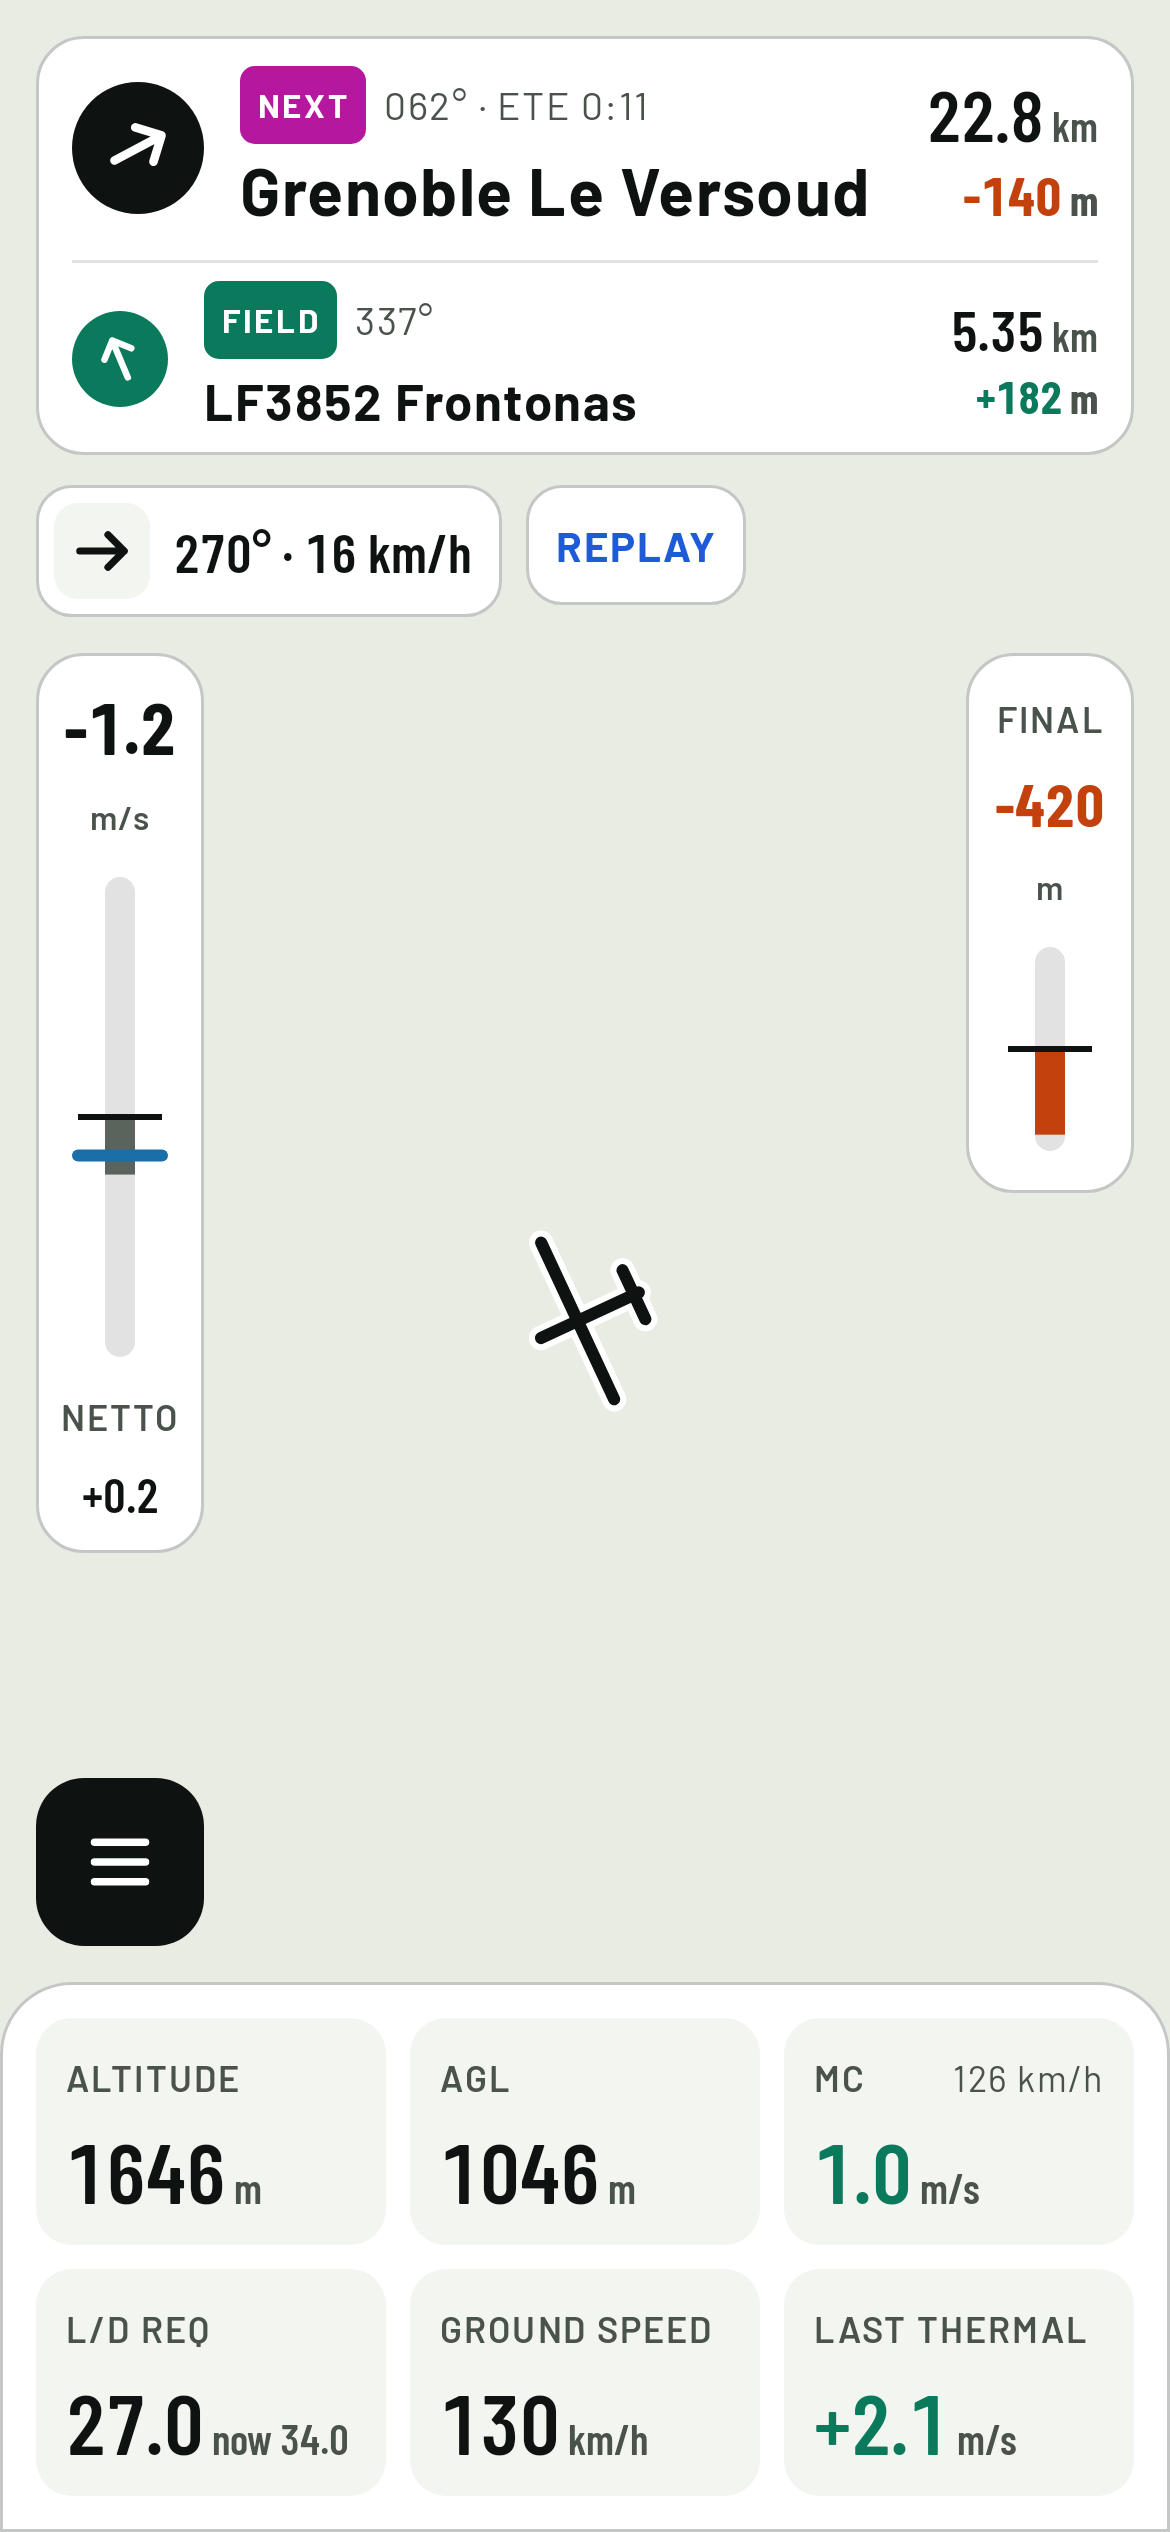 NEXT 062° · ETE 0:11
22.8 km
Grenoble Le Versoud
-140 m
FIELD 337°
5.35 km
LF3852 Frontonas
+182 m
270° · 16 km/h
REPLAY
-1.2
m/s
NETTO
+0.2
FINAL
-420
m
ALTITUDE
1646 m
AGL
1046 m
MC 126 km/h
1.0 m/s
L/D REQ
27.0 now 34.0
GROUND SPEED
130 km/h
LAST THERMAL
+2.1 m/s